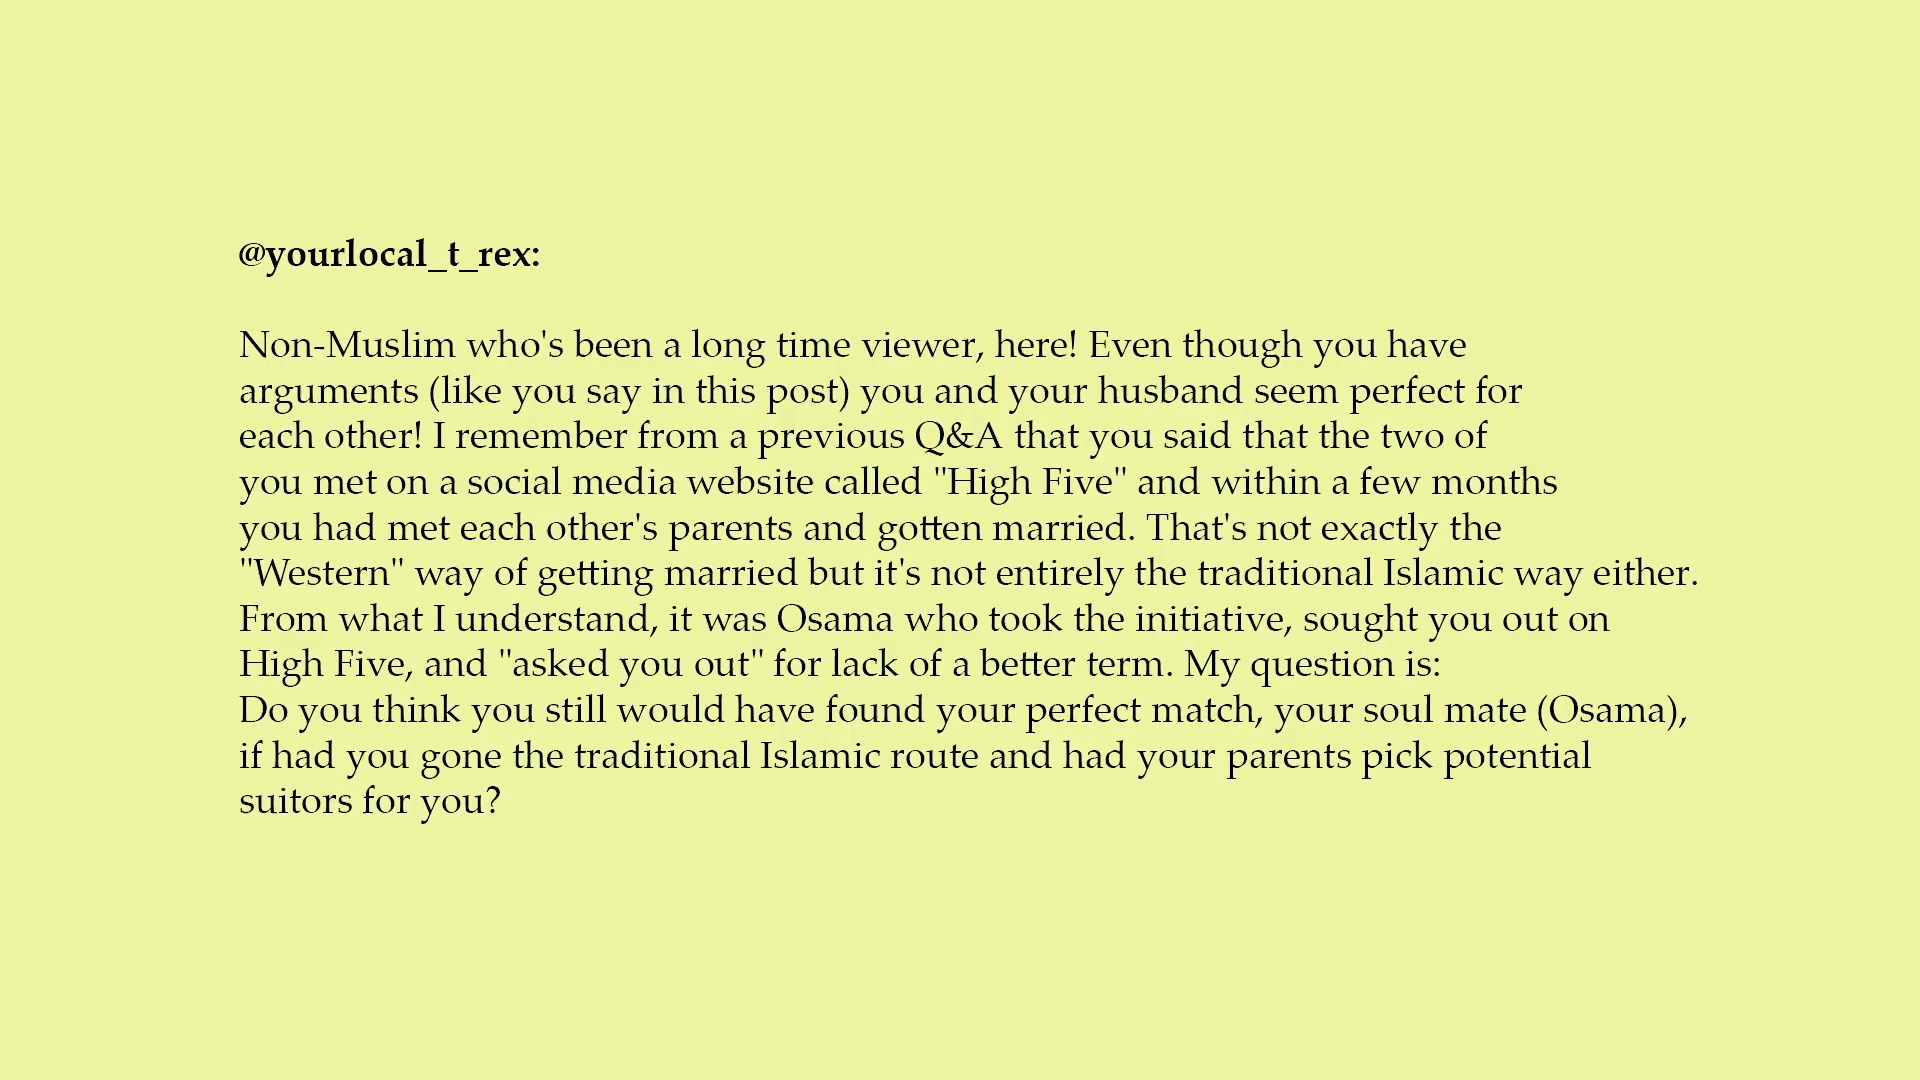 @yourlocal_t_rex:
Non-Muslim who's been a long time viewer, here! Even though you have
arguments (like you say in this post) you and your husband seem perfect for
each other! I remember from a previous Q&A that you said that the two of
you met on a social media website called "High Five" and within a few months
you had met each other's parents and gotten married. That's not exactly the
"Western" way of getting married but it's not entirely the traditional Islamic way either.
From what I understand, it was Osama who took the initiative, sought you out on
High Five, and "asked you out" for lack of a better term. My question is:
Do you think you still would have found your perfect match, your soul mate (Osama),
if had you gone the traditional Islamic route and had your parents pick potential
suitors for you?